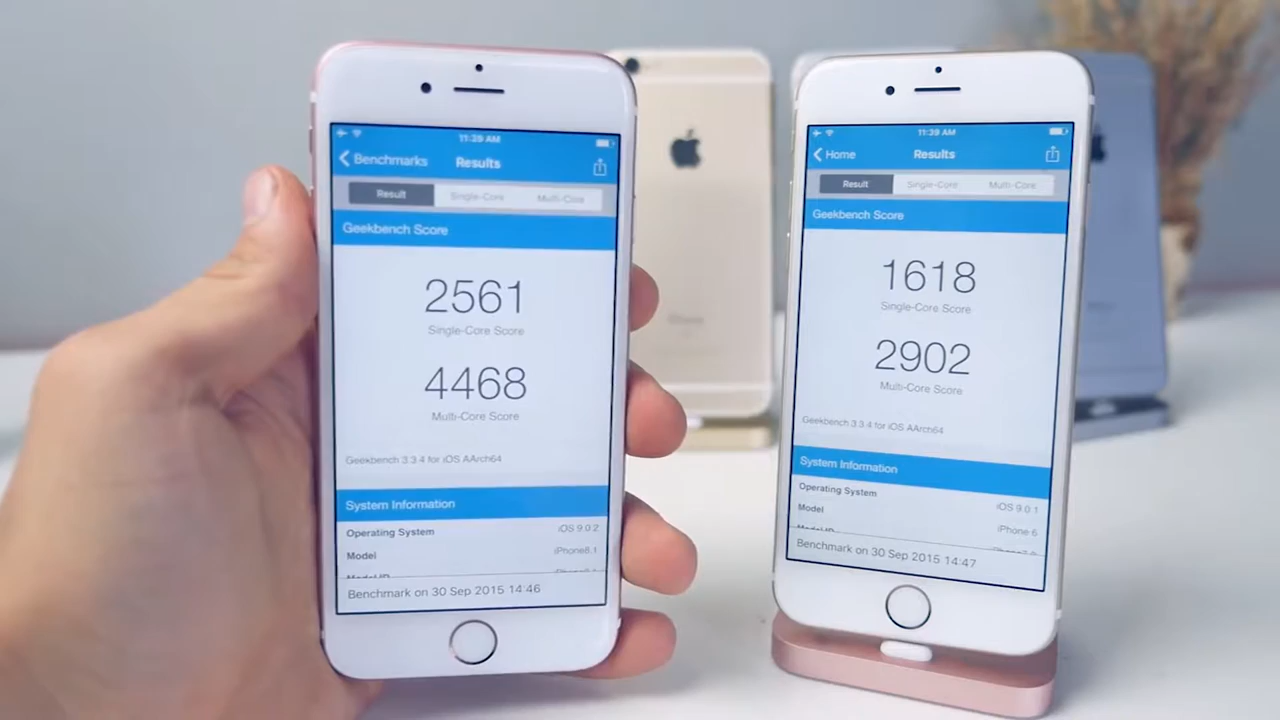 11:39 AM
Benchmarks
Results
Result
Single-Core
Multi-Core
Geekbench Score
2561
Single-Core Score
4468
Multi-Core Score
Geekbench 3.3.4 for iOS AArch64
System Information
Operating System
iOS 9.0.2
Model
iPhone8,1
Model ID
Benchmark on 30 Sep 2015 14:46
11:39 AM
Home
Results
Result
Single-Core
Multi-Core
Geekbench Score
1618
Single-Core Score
2902
Multi-Core Score
Geekbench 3.3.4 for iOS AArch64
System Information
Operating System
iOS 9.0.1
Model
iPhone 6
Model ID
Benchmark on 30 Sep 2015 14:47